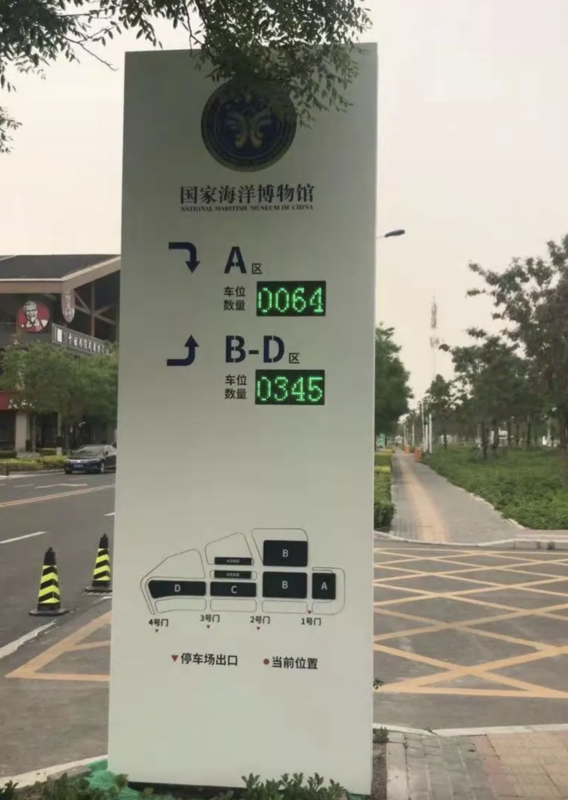 国家海洋博物馆
NATIONAL MARITIME MUSEUM OF CHINA
A区
车位
数量 0064
B-D区
车位
数量 0345
B
D C B A
4号门 3号门 2号门 1号门
▼停车场出口 ●当前位置